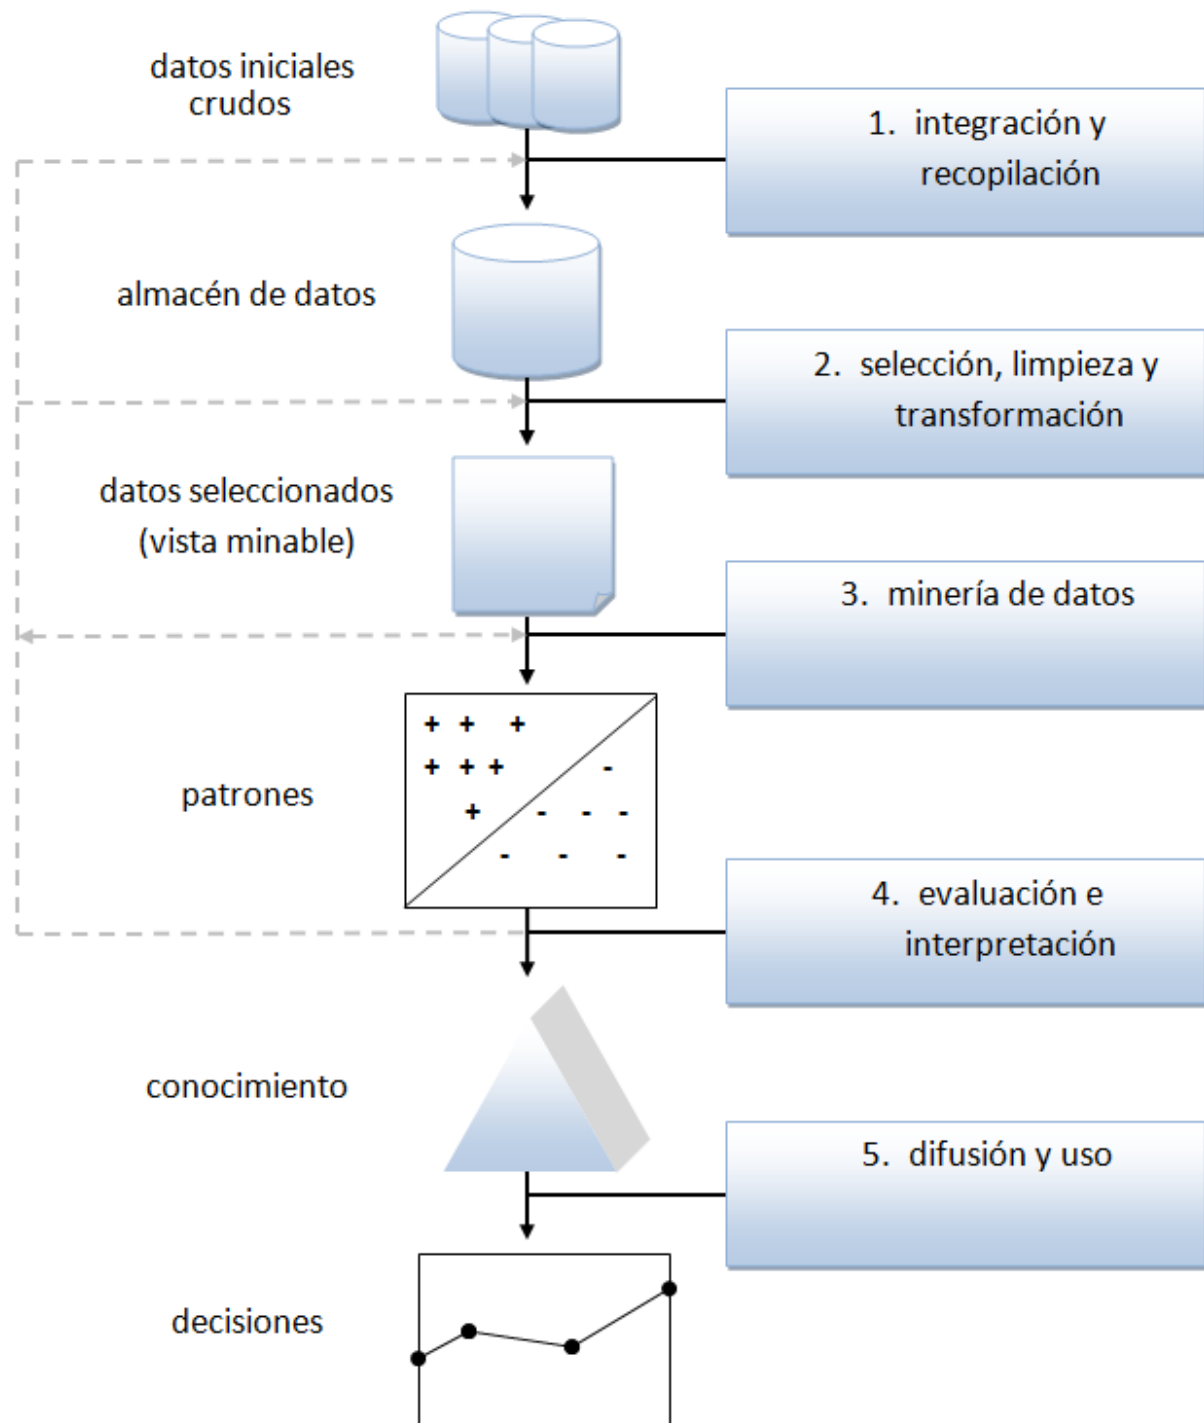 datos iniciales
crudos
1. integración y
recopilación
almacén de datos
2. selección, limpieza y
transformación
datos seleccionados
(vista minable)
3. minería de datos
+ + +
+ + + -
patrones
+ - - -
- - -
4. evaluación e
interpretación
conocimiento
5. difusión y uso
decisiones